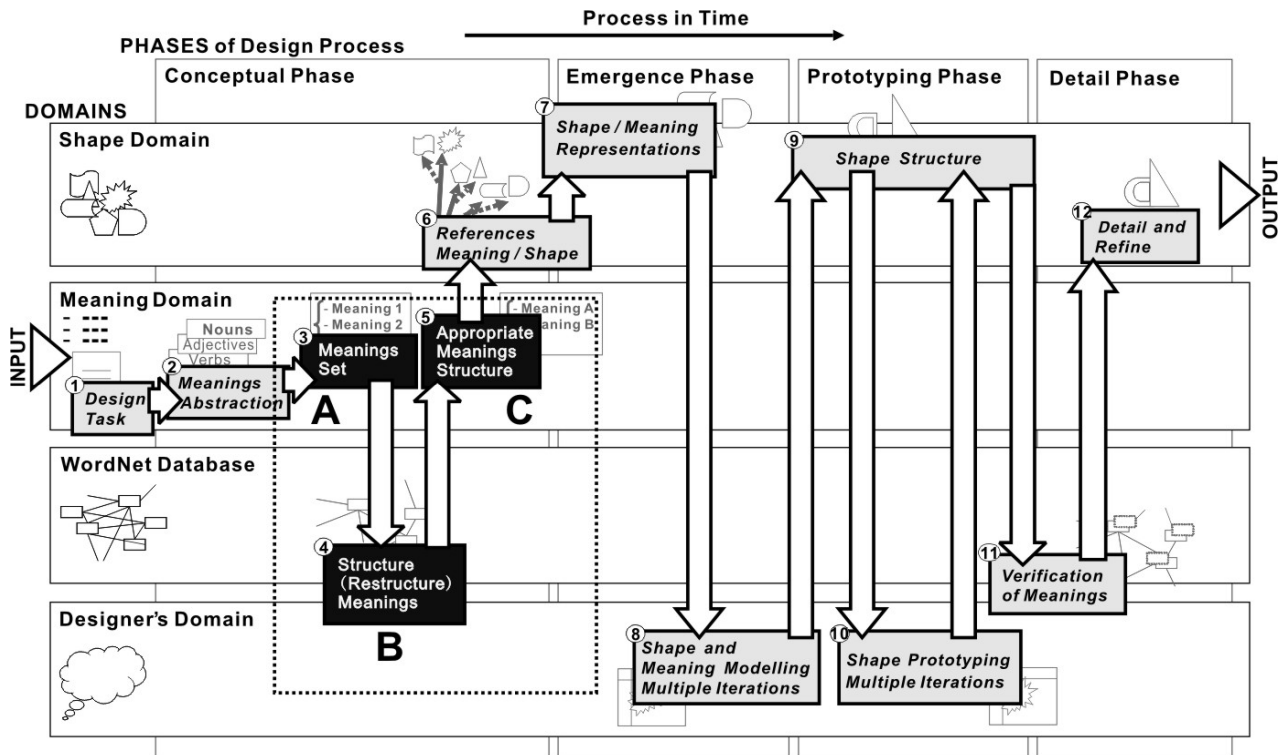 Process in Time
PHASES of Design Process
Conceptual Phase
Emergence Phase
Prototyping Phase
Detail Phase
DOMAINS
Shape Domain
7
Shape / Meaning
Representations
9
Shape Structure
OUTPUT
6
References
Meaning / Shape
12
Detail and
Refine
Meaning Domain
INPUT
- Meaning 1
- Meaning 2
- Meaning A
Nouns
Adjectives
Verbs
1
Design
Task
2
Meanings
Abstraction
3
Meanings
Set
A
5
Appropriate
Meanings
Structure
C
WordNet Database
4
Structure
(Restructure)
Meanings
B
11
Verification
of Meanings
Designer's Domain
8
Shape and
Meaning Modelling
Multiple Iterations
10
Shape Prototyping
Multiple Iterations